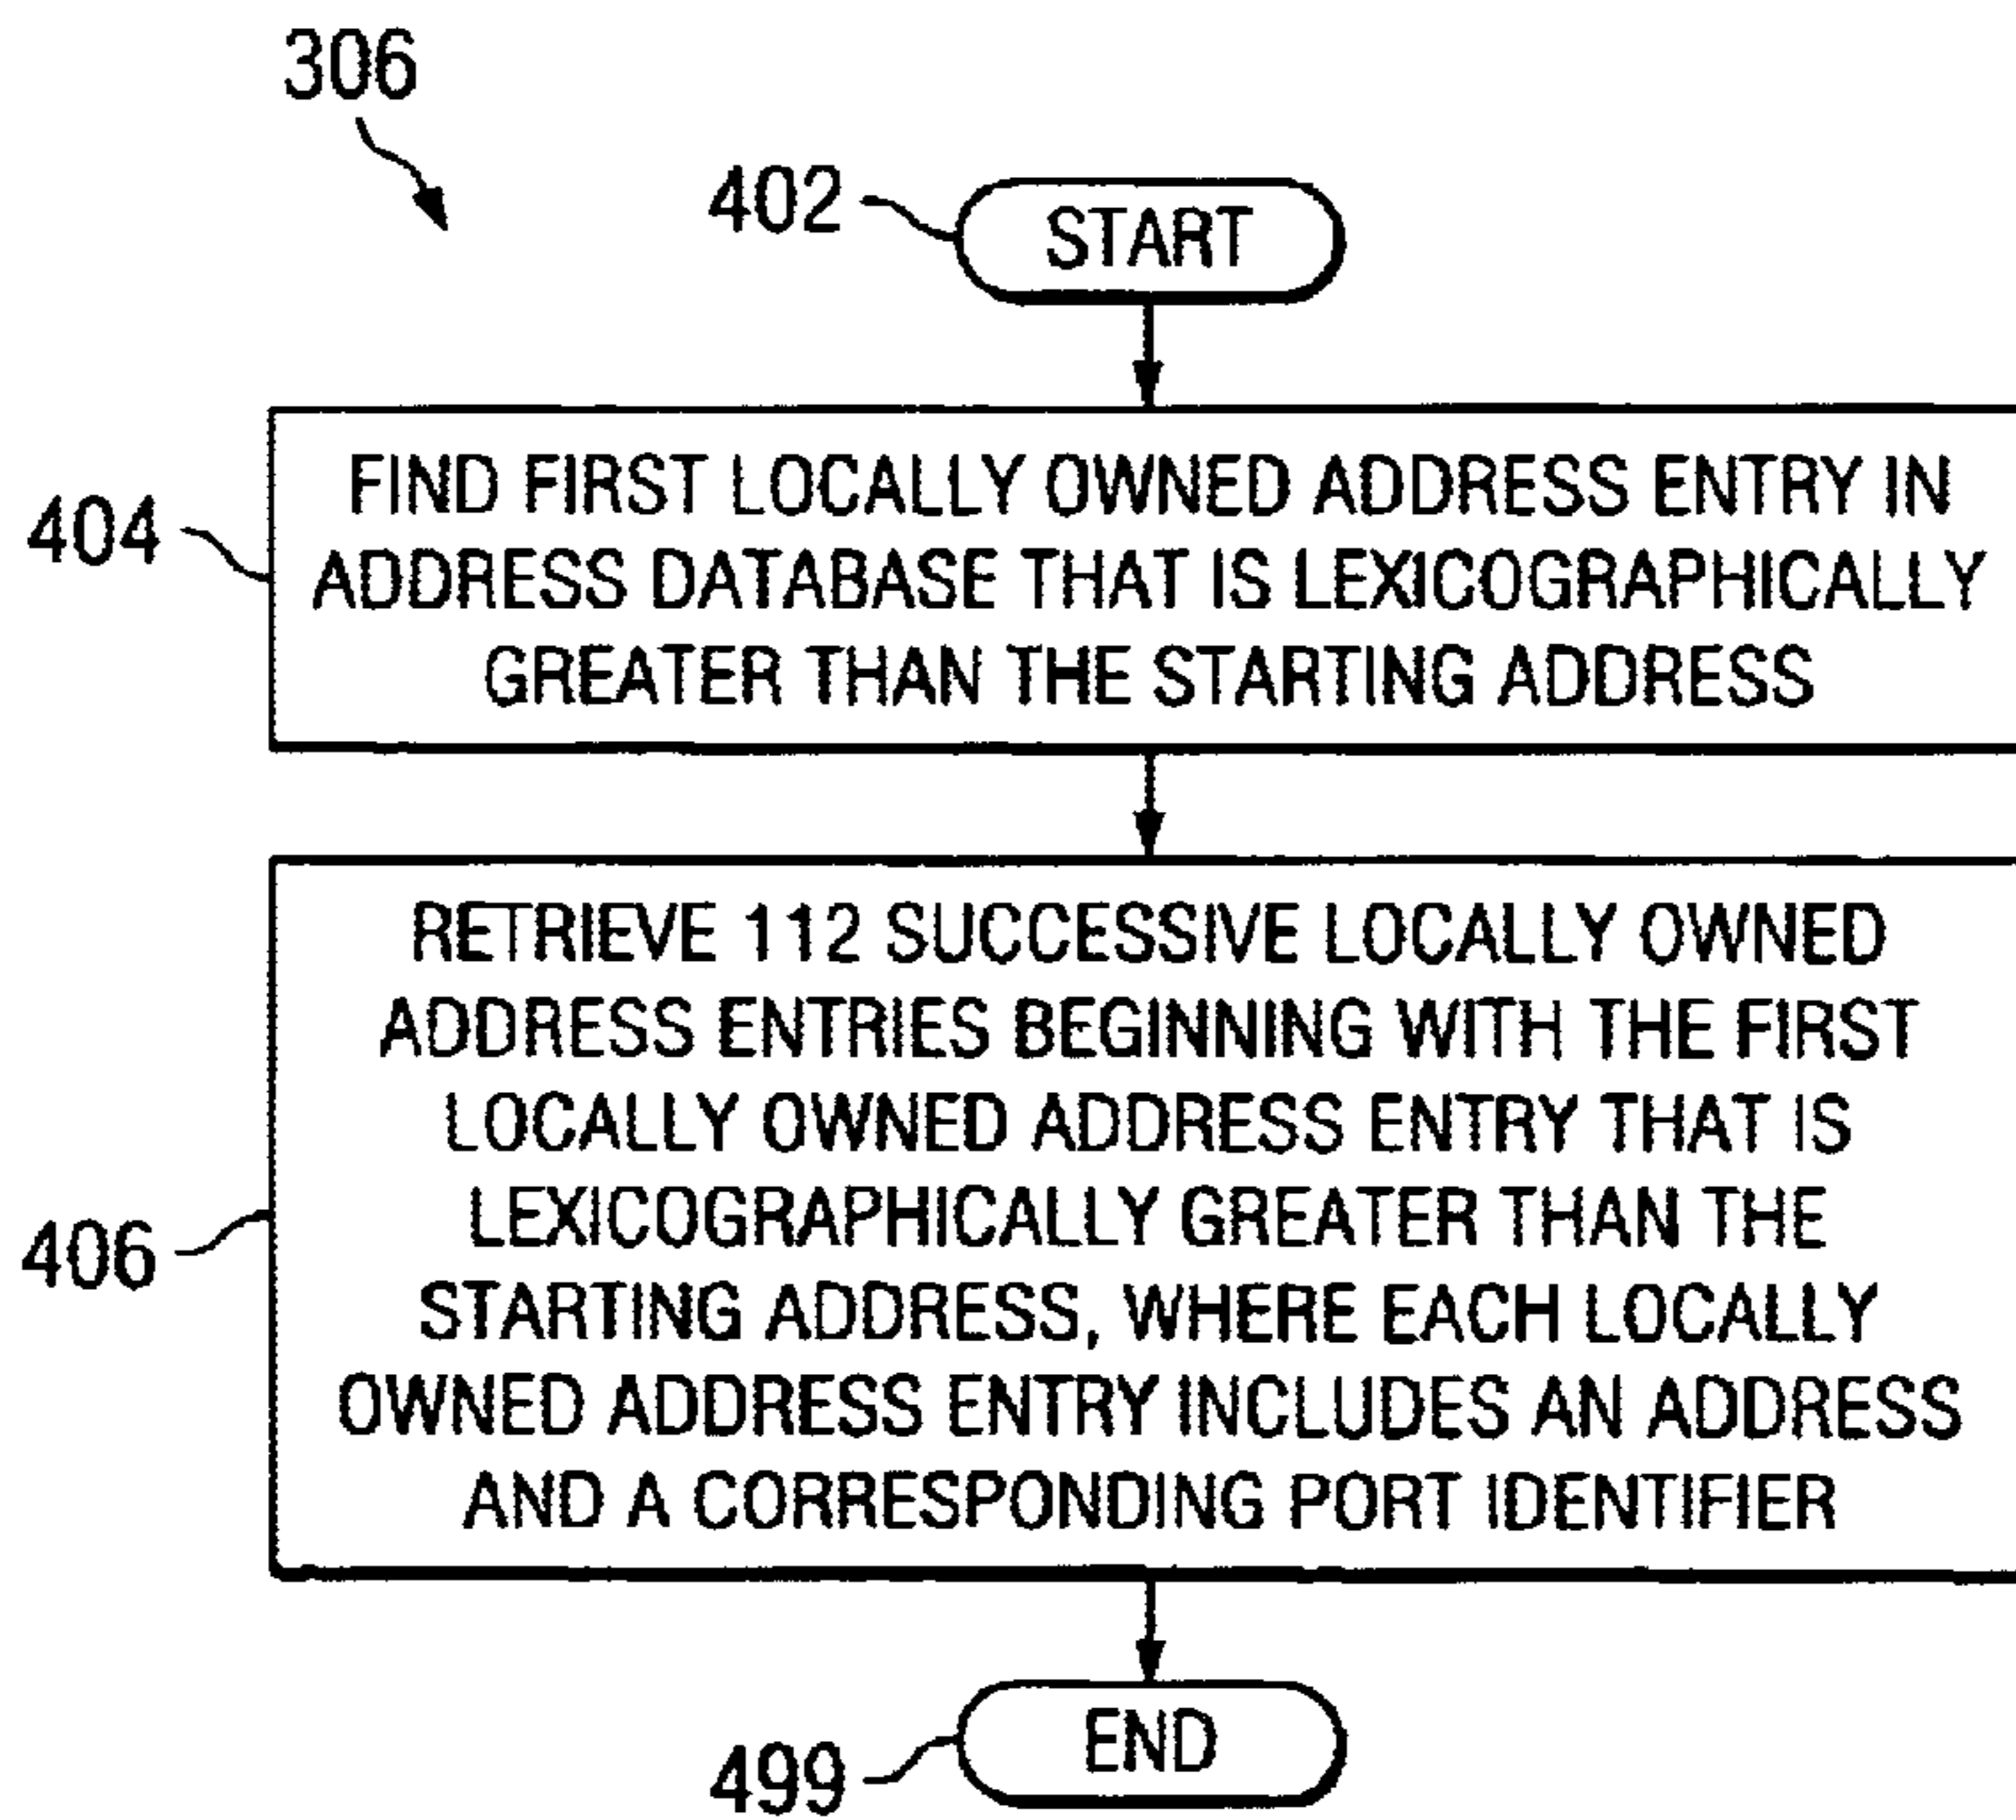 306
402
START
404
FIND FIRST LOCALLY OWNED ADDRESS ENTRY IN
ADDRESS DATABASE THAT IS LEXICOGRAPHICALLY
GREATER THAN THE STARTING ADDRESS
406
RETRIEVE 112 SUCCESSIVE LOCALLY OWNED
ADDRESS ENTRIES BEGINNING WITH THE FIRST
LOCALLY OWNED ADDRESS ENTRY THAT IS
LEXICOGRAPHICALLY GREATER THAN THE
STARTING ADDRESS, WHERE EACH LOCALLY
OWNED ADDRESS ENTRY INCLUDES AN ADDRESS
AND A CORRESPONDING PORT IDENTIFIER
499
END